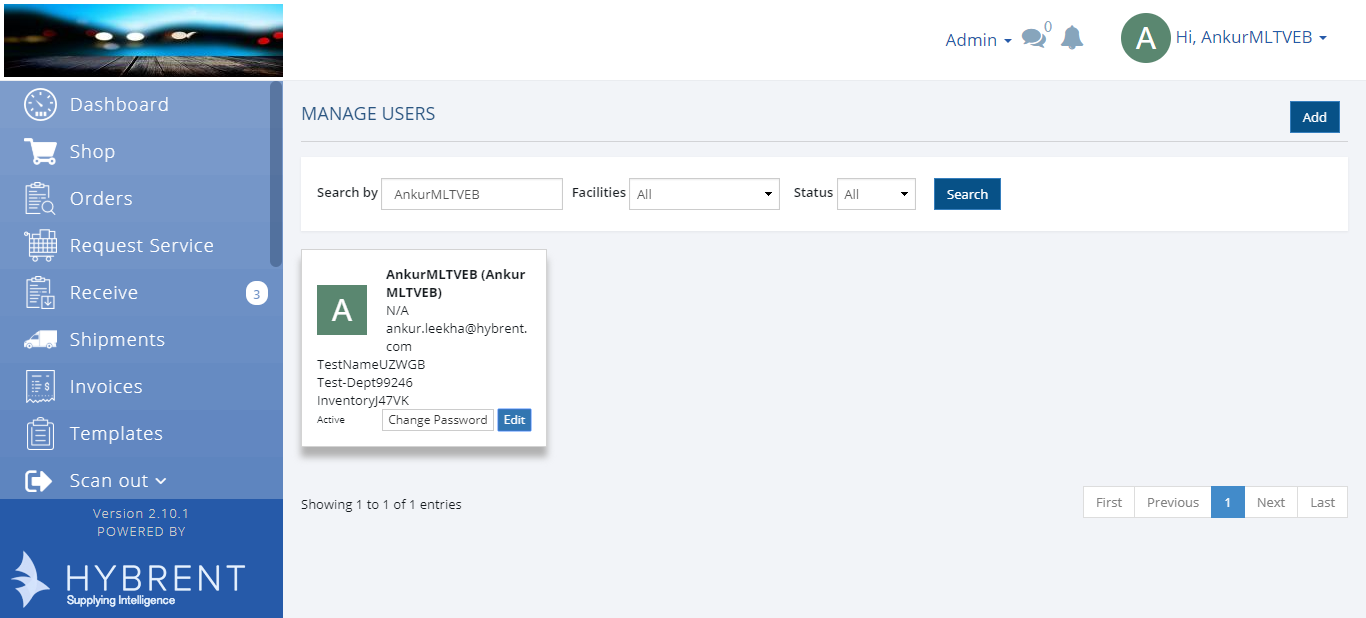 Admin
0
A
Hi, AnkurMLTVEB
Dashboard
Shop
Orders
Request Service
Receive
3
Shipments
Invoices
Templates
Scan out
Version 2.10.1
POWERED BY
HYBRENT
Supplying Intelligence
MANAGE USERS
Add
Search by
AnkurMLTVEB
Facilities
All
Status
All
Search
A
AnkurMLTVEB (Ankur
MLTVEB)
N/A
ankur.leekha@hybrent.
com
TestNameUZWGB
Test-Dept99246
InventoryJ47VK
Active
Change Password
Edit
Showing 1 to 1 of 1 entries
First
Previous
1
Next
Last